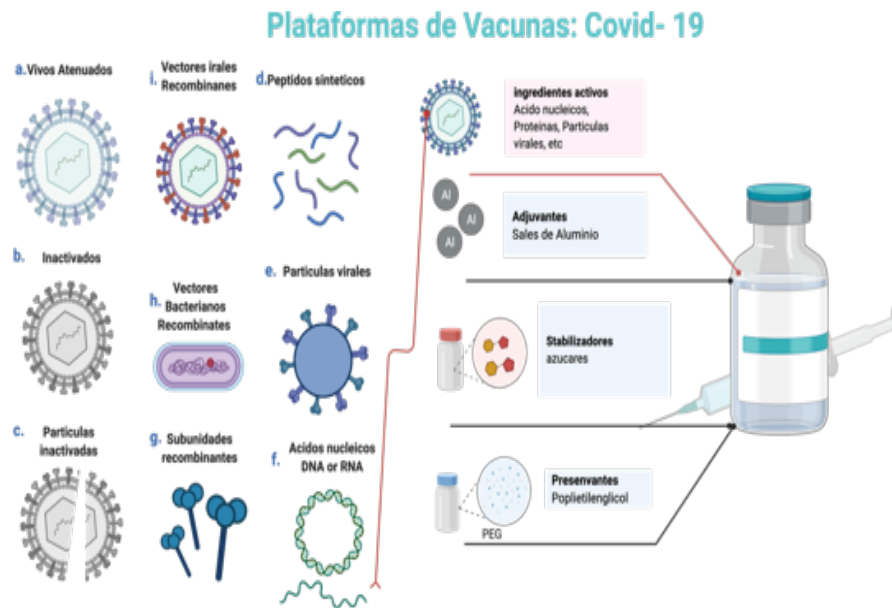 Plataformas de Vacunas: Covid- 19
a. Vivos Atenuados
i. Vectores irales
Recombinanes
d. Peptidos sinteticos
b. Inactivados
h. Vectores
Bacterianos
Recombinates
e. Particulas virales
c. Particulas
inactivadas
g. Subunidades
recombinantes
f. Acidos nucleicos
DNA or RNA
ingredientes activos
Acido nucleicos,
Proteinas, Particulas
virales, etc
Al
Al
Al
Adjuvantes
Sales de Aluminio
Stabilizadores
azucares
Presenvantes
Poplietilenglicol
PEG